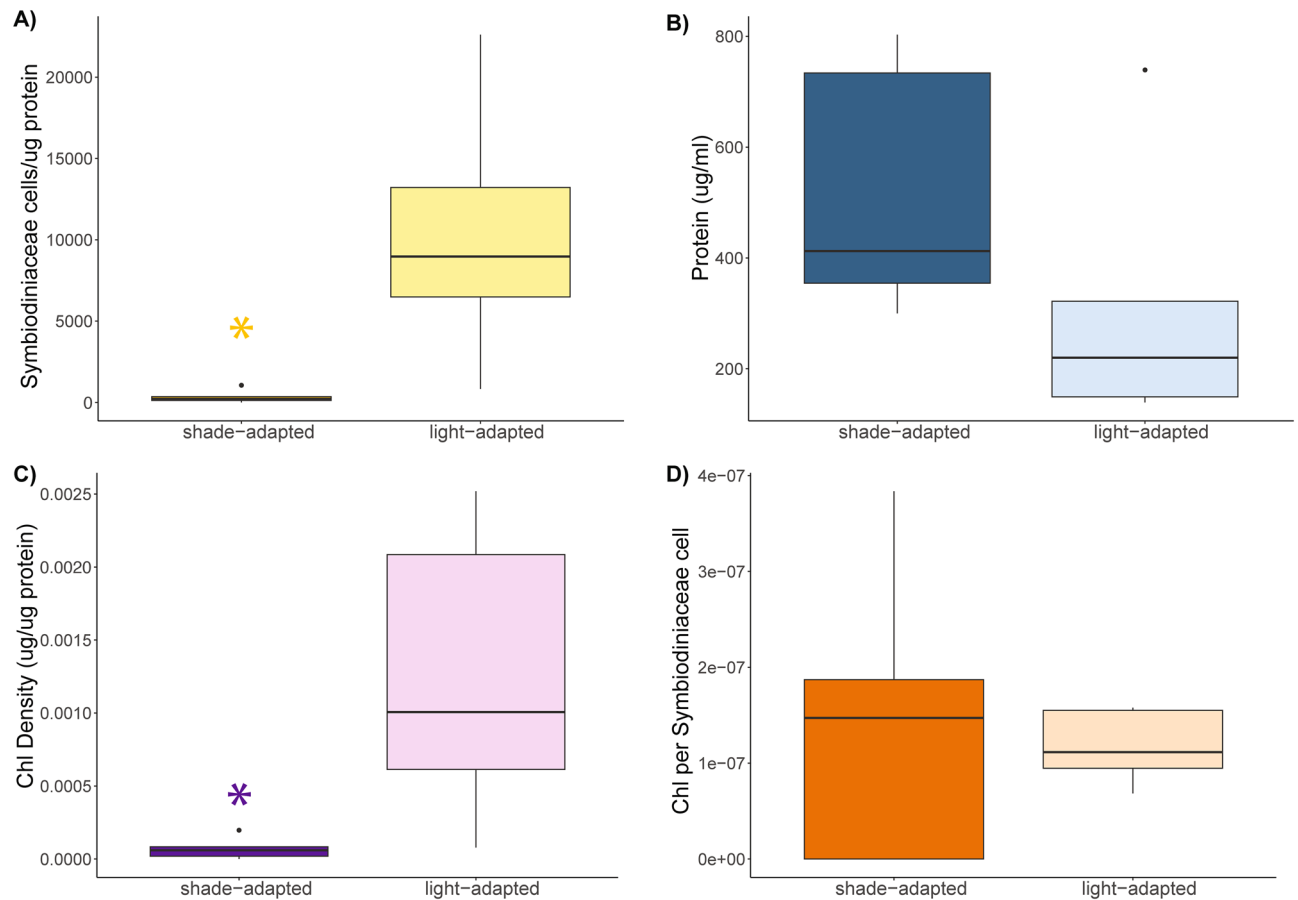 A)
Symbiodiniaceae cells/ug protein
20000
15000
10000
5000
0
*
shade-adapted
light-adapted
B)
Protein (ug/ml)
800
600
400
200
shade-adapted
light-adapted
C)
Chl Density (ug/ug protein)
0.0025
0.0020
0.0015
0.0010
0.0005
0.0000
*
shade-adapted
light-adapted
D)
Chl per Symbiodiniaceae cell
4e-07
3e-07
2e-07
1e-07
0e+00
shade-adapted
light-adapted